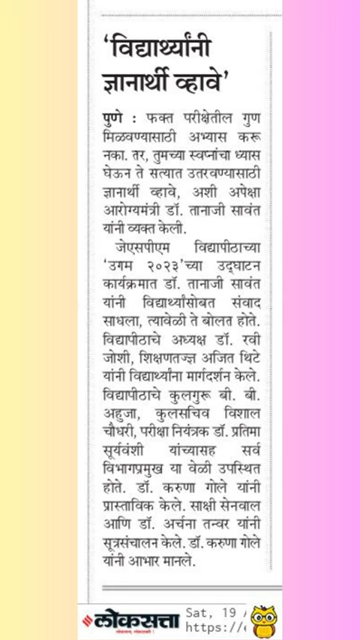 ‘विद्यार्थ्यांनी
ज्ञानार्थी व्हावे’
पुणे : फक्त परीक्षेतील गुण
मिळवण्यासाठी अभ्यास करू
नका. तर, तुमच्या स्वप्नांचा ध्यास
घेऊन ते सत्यात उतरवण्यासाठी
ज्ञानार्थी व्हावे, अशी अपेक्षा
आरोग्यमंत्री डॉ. तानाजी सावंत
यांनी व्यक्त केली.
जेएसपीएम विद्यापीठाच्या
‘उगम २०२३’च्या उद्घाटन
कार्यक्रमात डॉ. तानाजी सावंत
यांनी विद्यार्थ्यांसोबत संवाद
साधला, त्यावेळी ते बोलत होते.
विद्यापीठाचे अध्यक्ष डॉ. रवी
जोशी, शिक्षणतज्ज्ञ अजित थिटे
यांनी विद्यार्थ्यांना मार्गदर्शन केले.
विद्यापीठाचे कुलगुरू बी. बी.
अहुजा, कुलसचिव विशाल
चौधरी, परीक्षा नियंत्रक डॉ. प्रतिमा
सूर्यवंशी यांच्यासह सर्व
विभागप्रमुख या वेळी उपस्थित
होते. डॉ. करुणा गोले यांनी
प्रास्ताविक केले. साक्षी सेनवाल
आणि डॉ. अर्चना तन्वर यांनी
सूत्रसंचालन केले. डॉ. करुणा गोले
यांनी आभार मानले.
लोकसत्ता
Sat, 19
https://